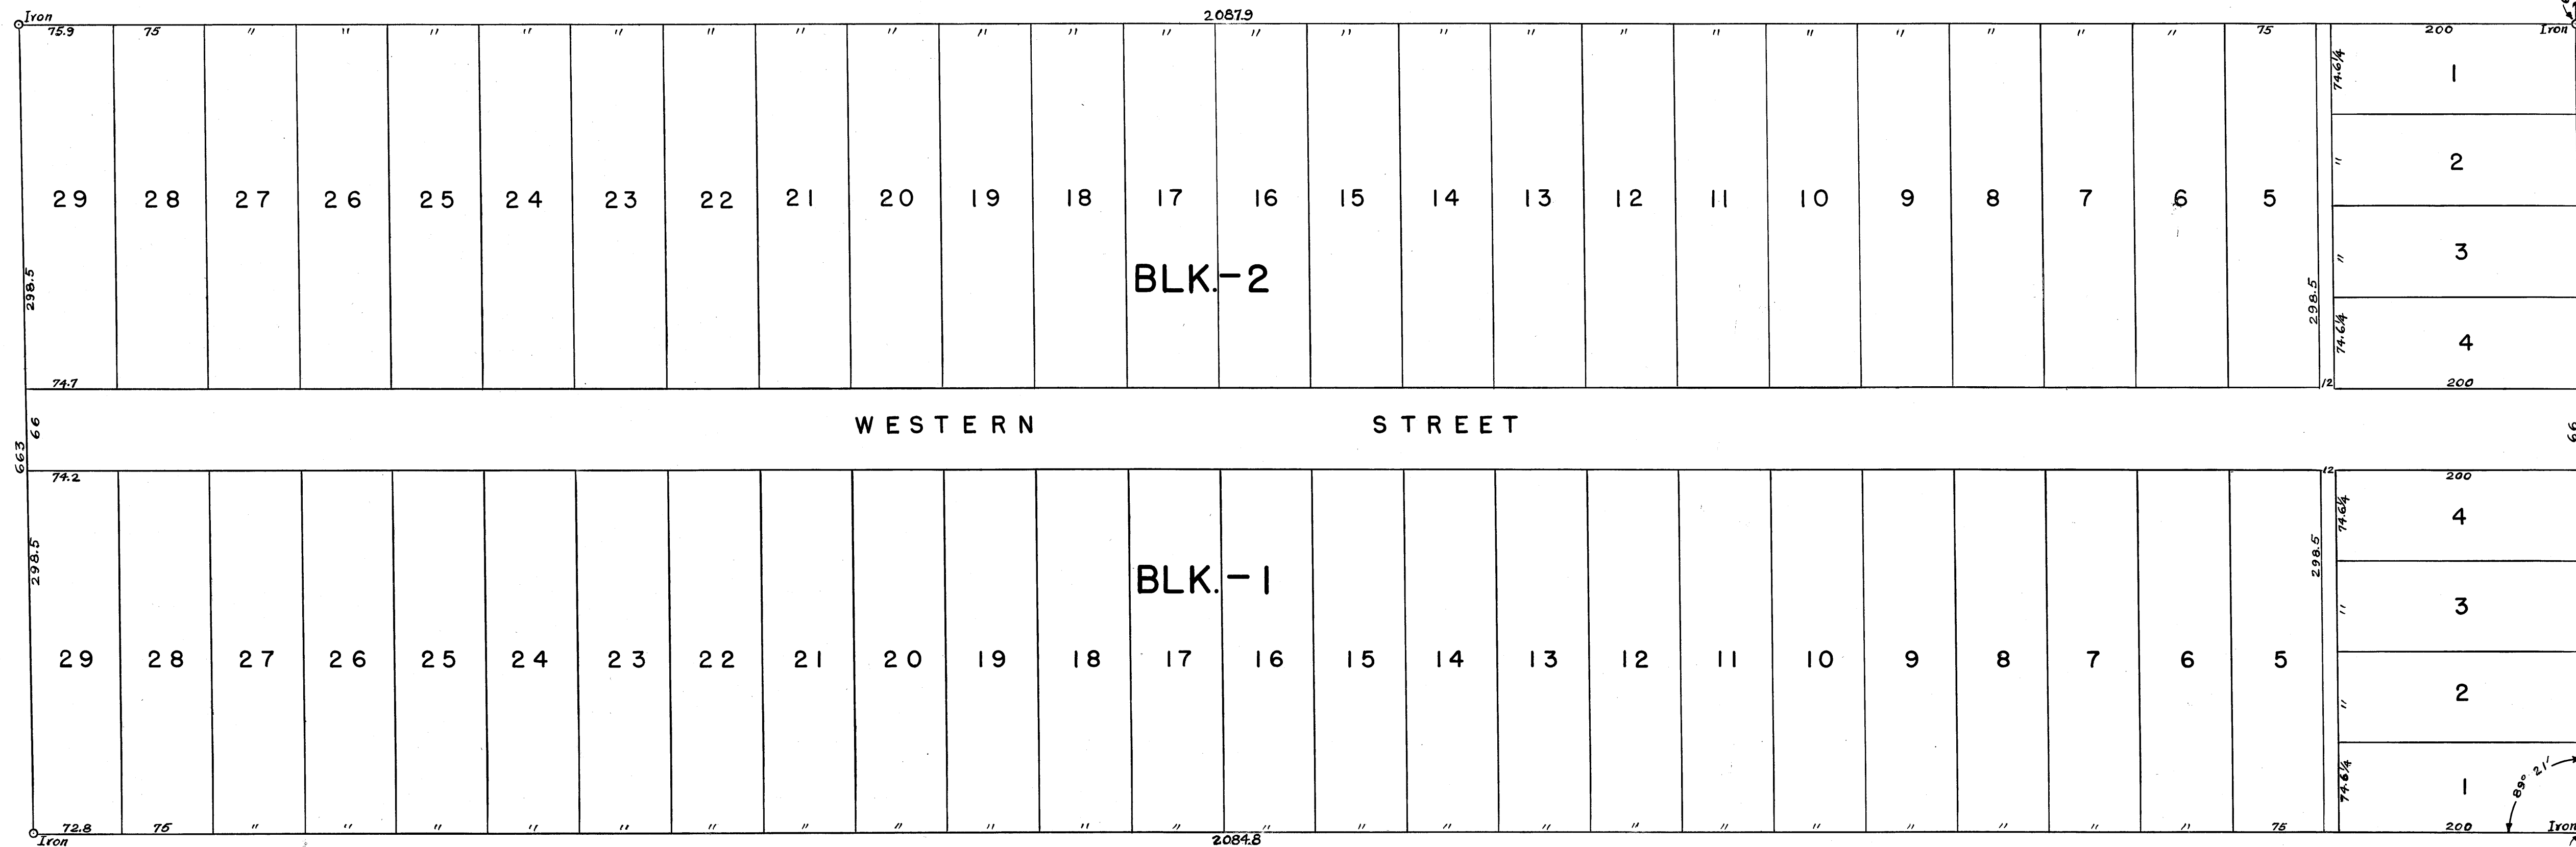 Iron 2087.9
75.9 75 " " " " " " " " " " " " " " " " " " " " " " 75 200 Iron
74.6¼ 1
" 2
29 28 27 26 25 24 23 22 21 20 19 18 17 16 15 14 13 12 11 10 9 8 7 6 5
" 3
298.5 BLK.-2 298.5
74.6¼ 4
74.7 12 200
663 66 WESTERN STREET 66
74.2 12 200
74.6¼ 4
298.5 BLK.-1 298.5
" 3
29 28 27 26 25 24 23 22 21 20 19 18 17 16 15 14 13 12 11 10 9 8 7 6 5
" 2
74.6¼ 1 89° 21'
72.8 75 " " " " " " " " " " " " " " " " " " " " " " 75 200 Iron
Iron 2084.8